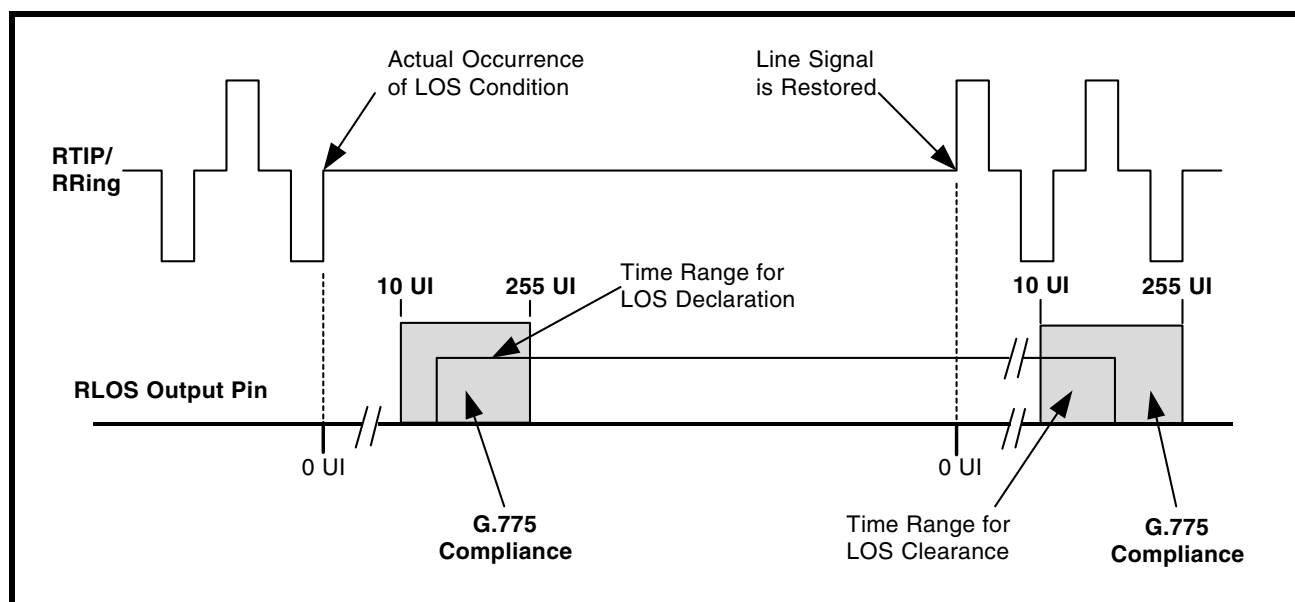 Actual Occurrence
of LOS Condition
Line Signal
is Restored
RTIP/
RRing
10 UI
255 UI
Time Range for
LOS Declaration
10 UI
255 UI
RLOS Output Pin
0 UI
0 UI
G.775
Compliance
Time Range for
LOS Clearance
G.775
Compliance